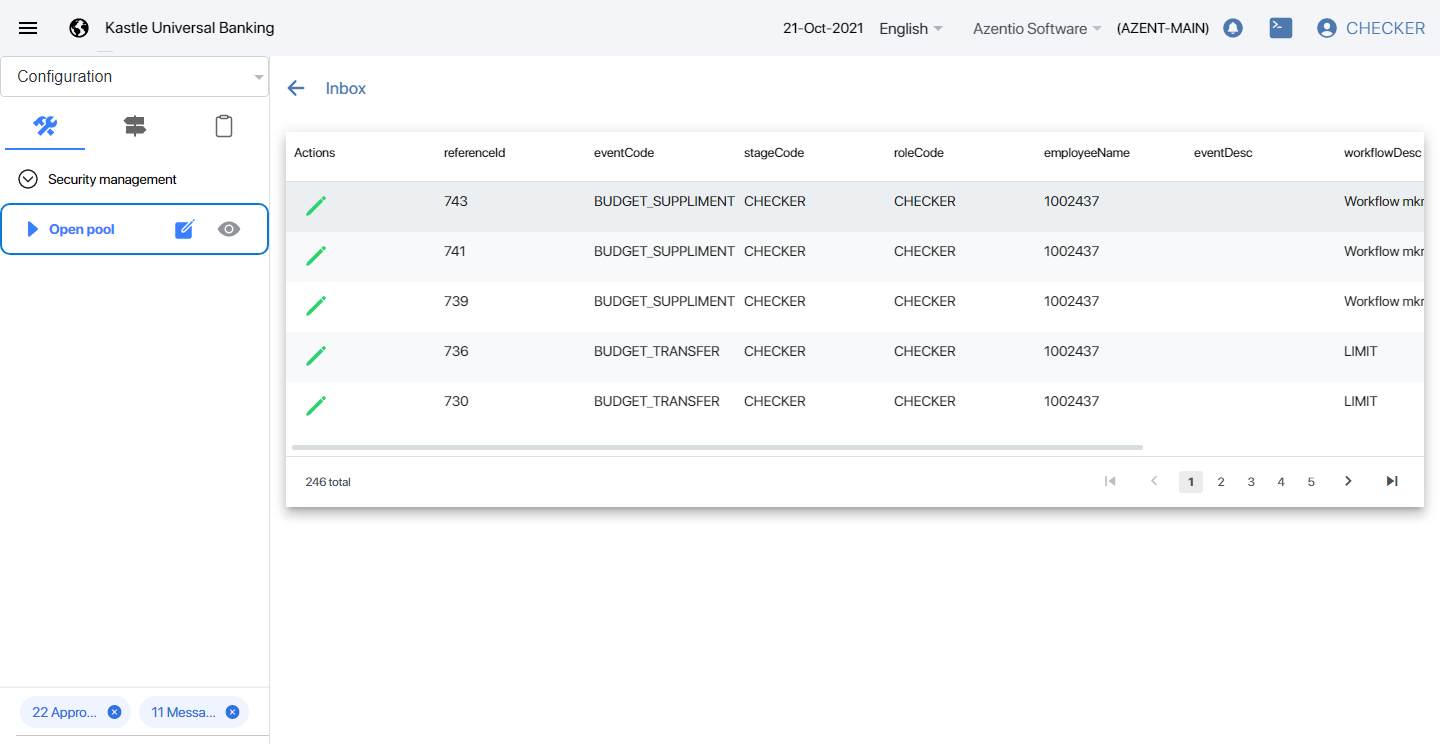 Kastle Universal Banking 21-Oct-2021 English Azentio Software (AZENT-MAIN) CHECKER
Configuration
Security management
Open pool
22 Appro... 11 Messa...
Inbox
Actions referenceId eventCode stageCode roleCode employeeName eventDesc workflowDesc
743 BUDGET_SUPPLIMENT CHECKER CHECKER 1002437 Workflow mkr
741 BUDGET_SUPPLIMENT CHECKER CHECKER 1002437 Workflow mkr
739 BUDGET_SUPPLIMENT CHECKER CHECKER 1002437 Workflow mkr
736 BUDGET_TRANSFER CHECKER CHECKER 1002437 LIMIT
730 BUDGET_TRANSFER CHECKER CHECKER 1002437 LIMIT
246 total 1 2 3 4 5